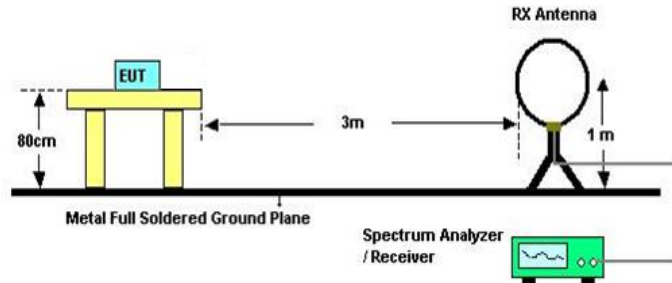 RX Antenna
EUT
80cm
3m
1 m
Metal Full Soldered Ground Plane
Spectrum Analyzer
/ Receiver